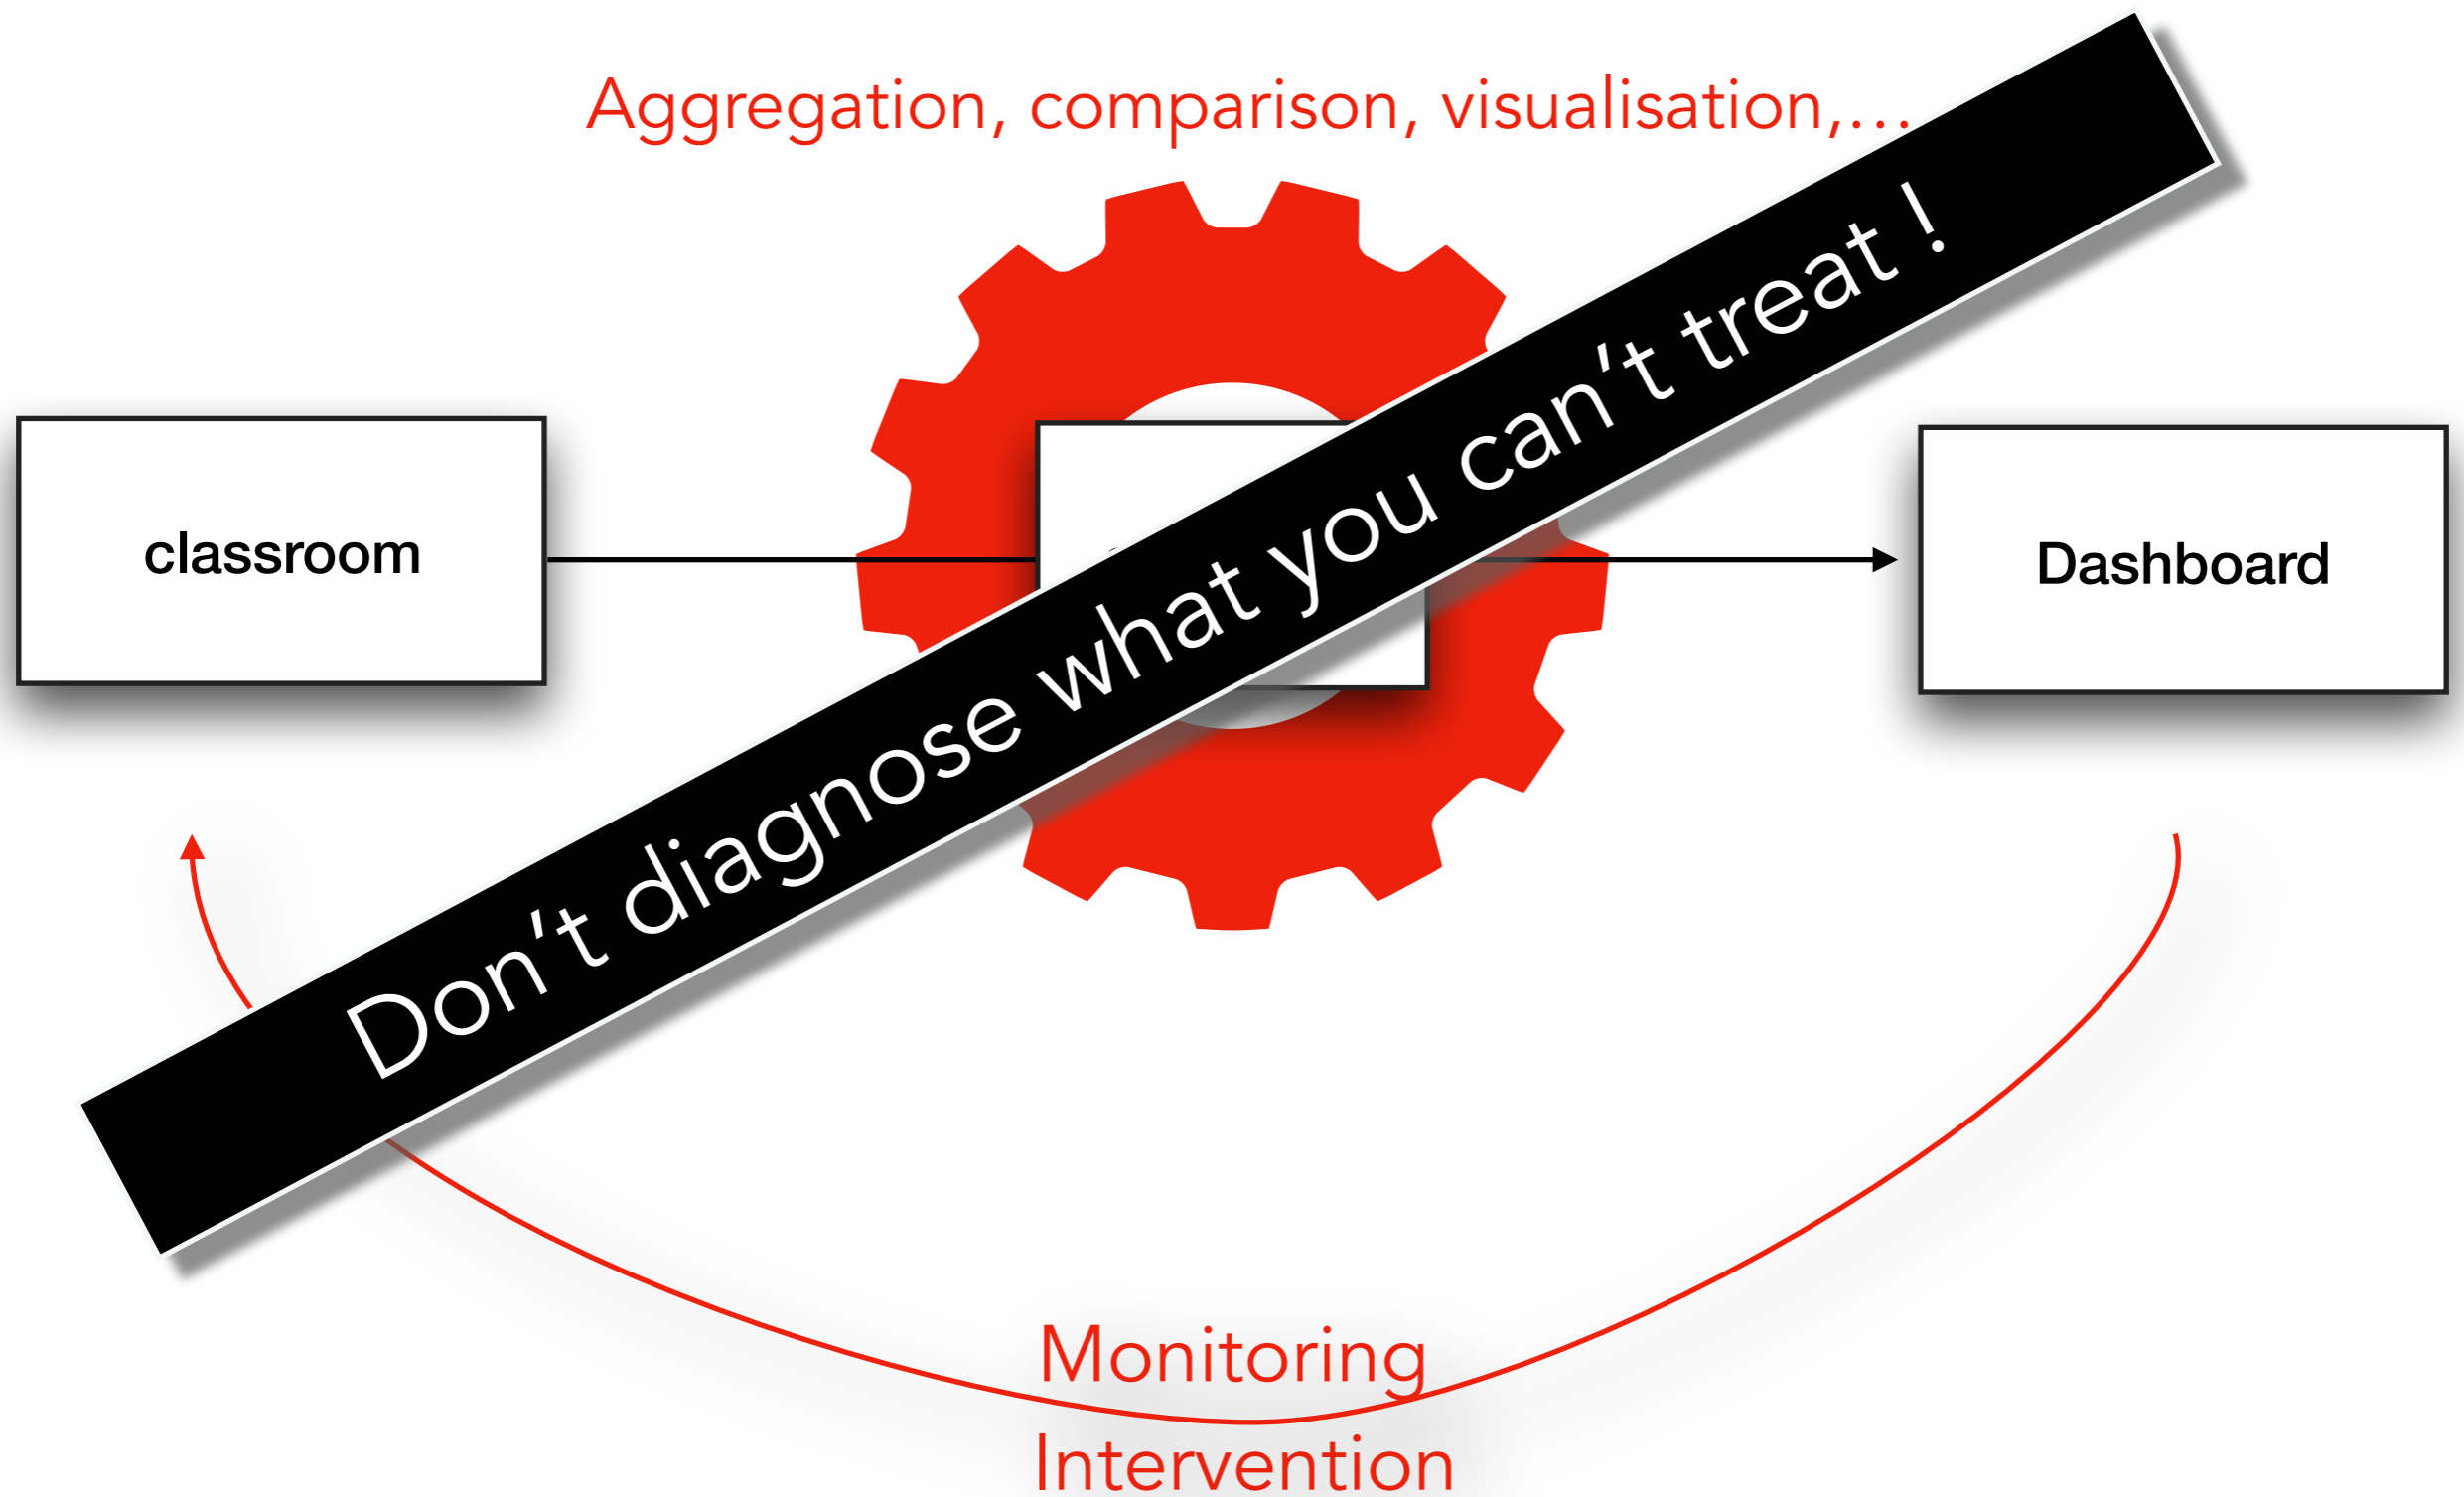 Aggregation, comparison, visualisation,...
Don't diagnose what you can't treat !
classroom
Dashboard
Monitoring
Intervention